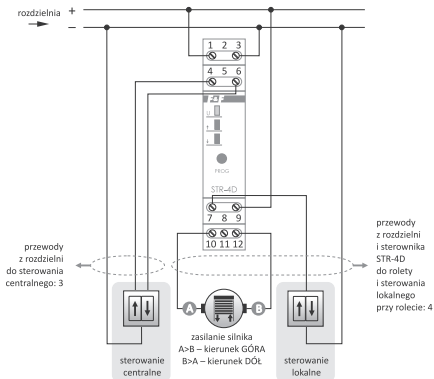 rozdzielnia
+
−
1 2 3
4 5 6
F&F
U
PROG
STR-4D
7 8 9
10 11 12
przewody
z rozdzielni
do sterowania
centralnego: 3
przewody
z rozdzielni
i sterownika
STR-4D
do rolety
i sterowania
lokalnego
przy rolecie: 4
A
B
zasilanie silnika
A>B – kierunek GÓRA
B>A – kierunek DÓŁ
sterowanie
centralne
sterowanie
lokalne